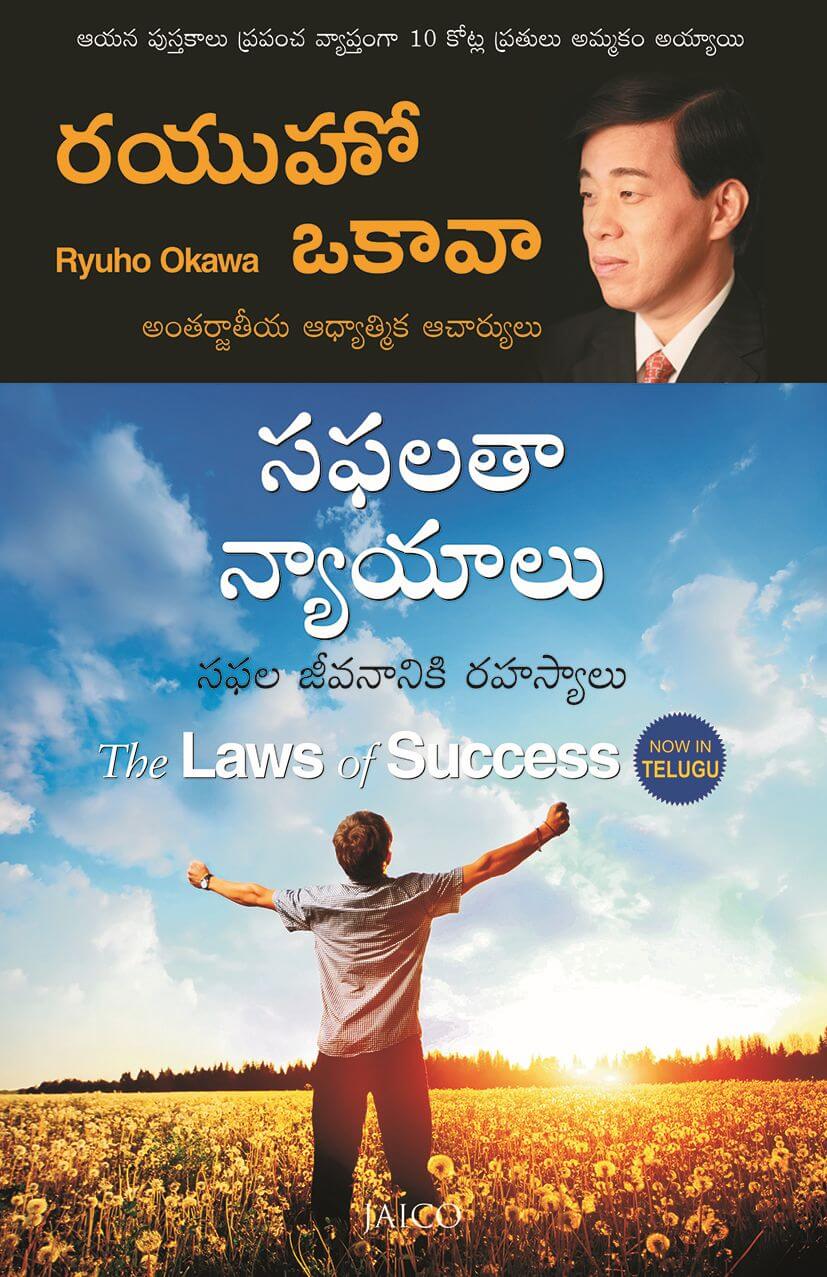 ఆయన పుస్తకాలు ప్రపంచ వ్యాప్తంగా 10 కోట్ల ప్రతులు అమ్మకం అయ్యాయి
రయుహో
Ryuho Okawa ఒకావా
అంతర్జాతీయ ఆధ్యాత్మిక ఆచార్యులు
సఫలతా
న్యాయాలు
సఫల జీవనానికి రహస్యాలు
The Laws of Success
NOW IN
TELUGU
JAICO